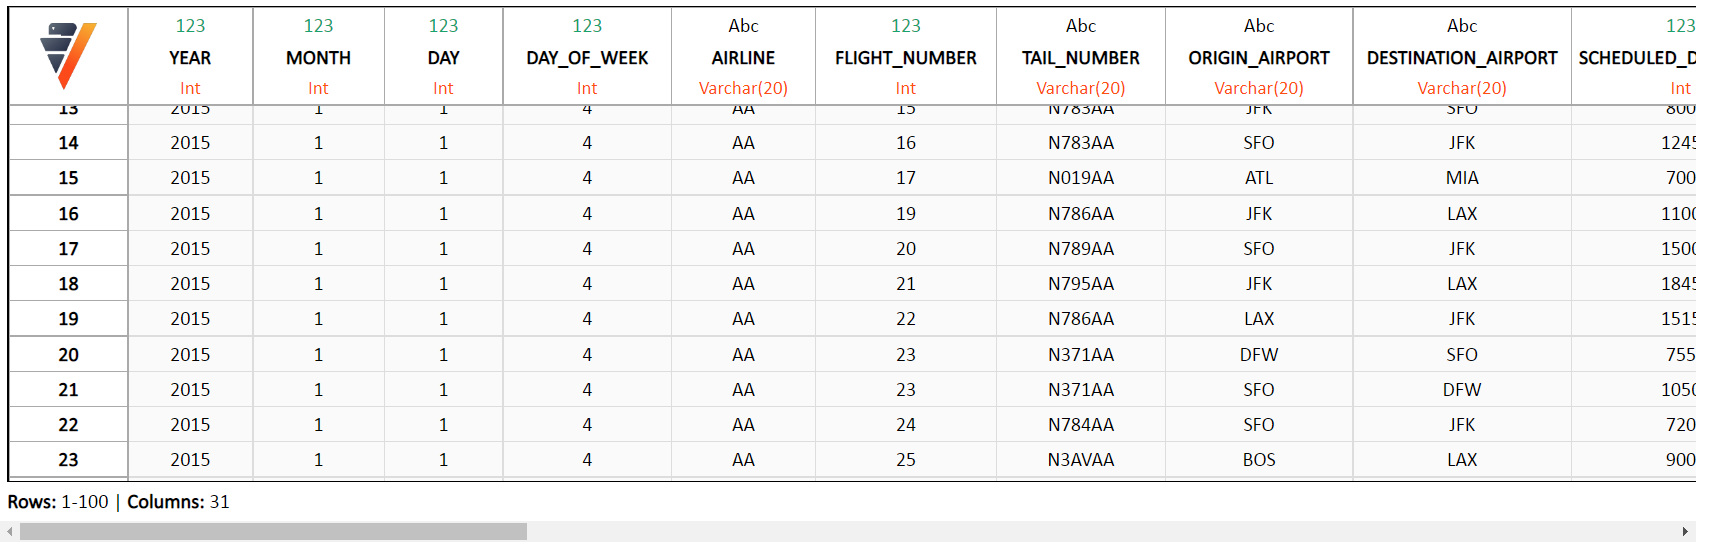 123 123 123 123 Abc 123 Abc Abc Abc 123
YEAR MONTH DAY DAY_OF_WEEK AIRLINE FLIGHT_NUMBER TAIL_NUMBER ORIGIN_AIRPORT DESTINATION_AIRPORT SCHEDULED_D
Int Int Int Int Varchar(20) Int Varchar(20) Varchar(20) Varchar(20) Int
13 2015 1 1 4 AA 15 N783AA JFK SFO 800
14 2015 1 1 4 AA 16 N783AA SFO JFK 1245
15 2015 1 1 4 AA 17 N019AA ATL MIA 700
16 2015 1 1 4 AA 19 N786AA JFK LAX 1100
17 2015 1 1 4 AA 20 N789AA SFO JFK 1500
18 2015 1 1 4 AA 21 N795AA JFK LAX 1845
19 2015 1 1 4 AA 22 N786AA LAX JFK 1515
20 2015 1 1 4 AA 23 N371AA DFW SFO 755
21 2015 1 1 4 AA 23 N371AA SFO DFW 1050
22 2015 1 1 4 AA 24 N784AA SFO JFK 720
23 2015 1 1 4 AA 25 N3AVAA BOS LAX 900
Rows: 1-100 | Columns: 31